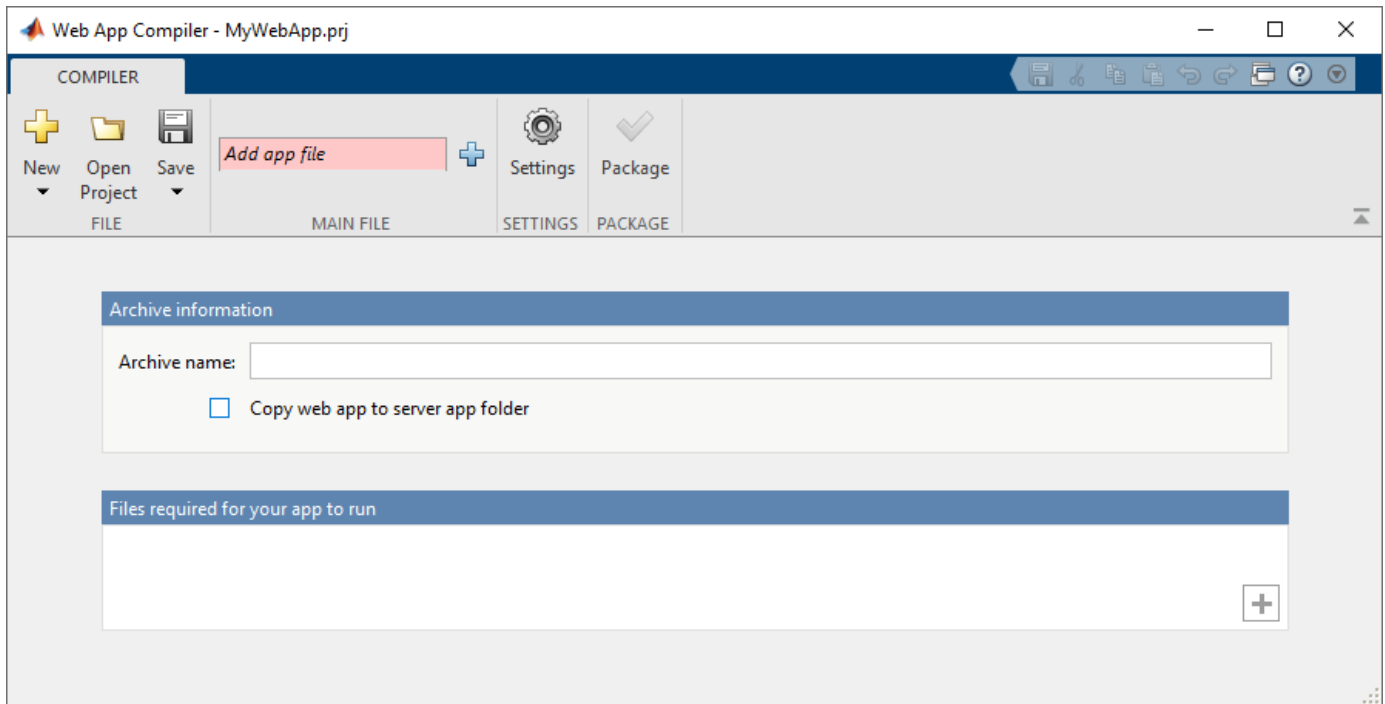 Web App Compiler - MyWebApp.prj
COMPILER
?
New
Open
Project
Save
Add app file
Settings
Package
FILE
MAIN FILE
SETTINGS
PACKAGE
Archive information
Archive name:
Copy web app to server app folder
Files required for your app to run